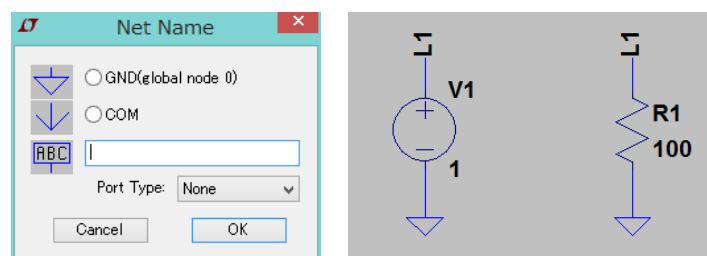 Net Name
GND(global node 0)
COM
ABC
Port Type: None
Cancel OK
L1
V1
1
L1
R1
100